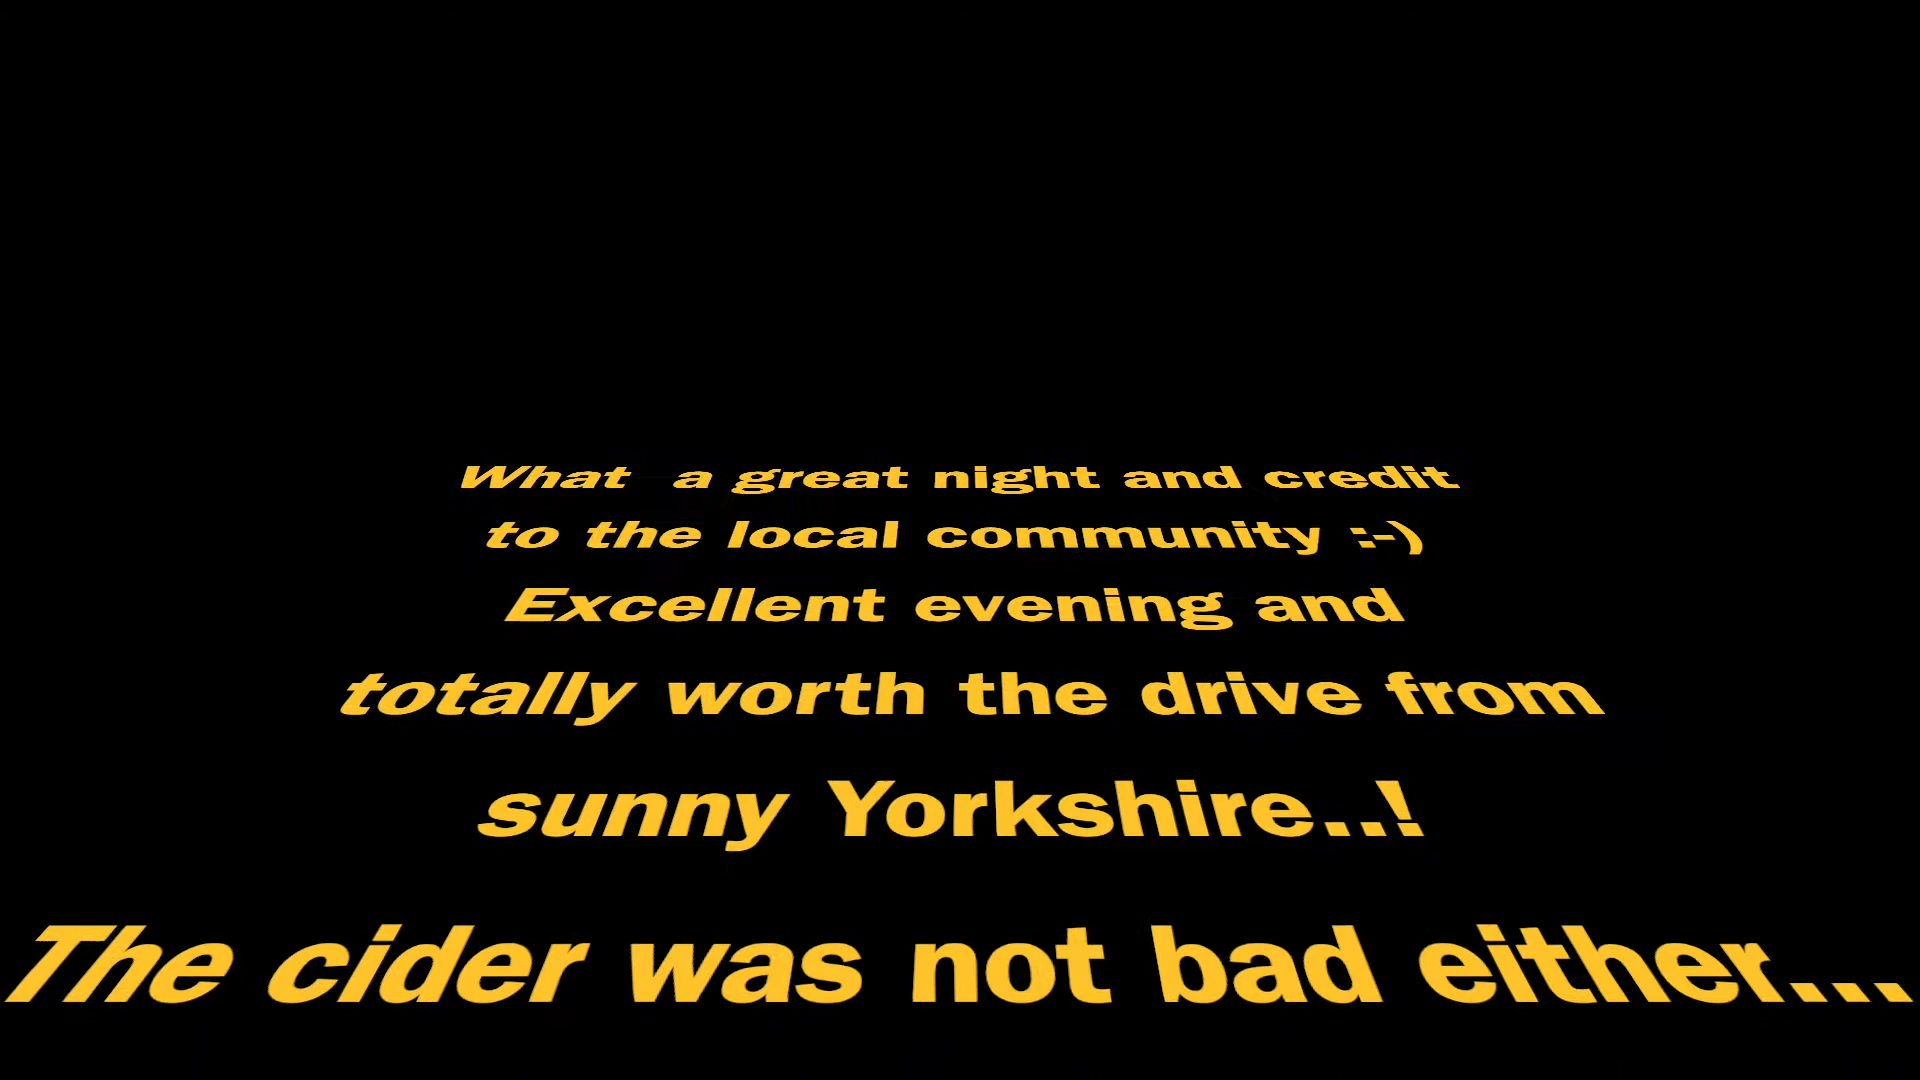 What a great night and credit
to the local community :-)
Excellent evening and
totally worth the drive from
sunny Yorkshire..!
The cider was not bad either...